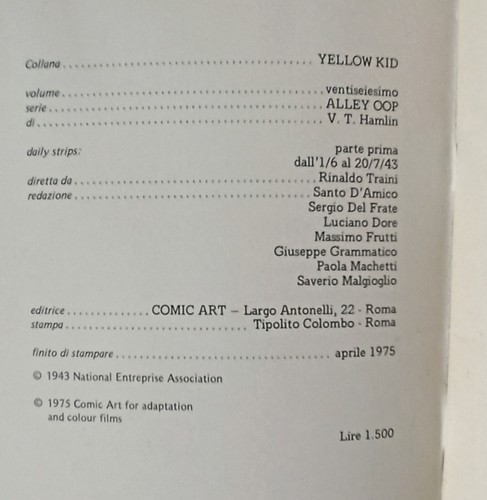 Collana ........ YELLOW KID
volume ........ ventiseiesimo
serie ........ ALLEY OOP
di ........ V. T. Hamlin
daily strips: parte prima
dall'1/6 al 20/7/43
diretta da ........ Rinaldo Traini
redazione ........ Santo D'Amico
Sergio Del Frate
Luciano Dore
Massimo Frutti
Giuseppe Grammatico
Paola Machetti
Saverio Malgioglio
editrice ........ COMIC ART – Largo Antonelli, 22 - Roma
stampa ........ Tipolito Colombo - Roma
finito di stampare ........ aprile 1975
© 1943 National Entreprise Association
© 1975 Comic Art for adaptation
and colour films
Lire 1.500